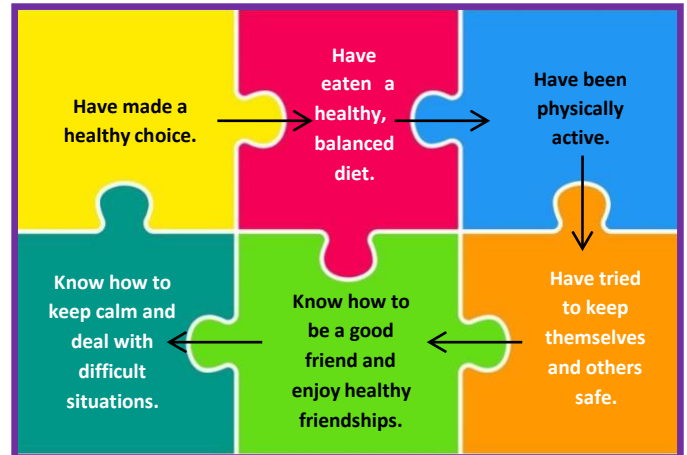 Have made a
healthy choice.
Have
eaten a
healthy,
balanced
diet.
Have been
physically
active.
Have tried
to keep
themselves
and others
safe.
Know how to
be a good
friend and
enjoy healthy
friendships.
Know how to
keep calm and
deal with
difficult
situations.